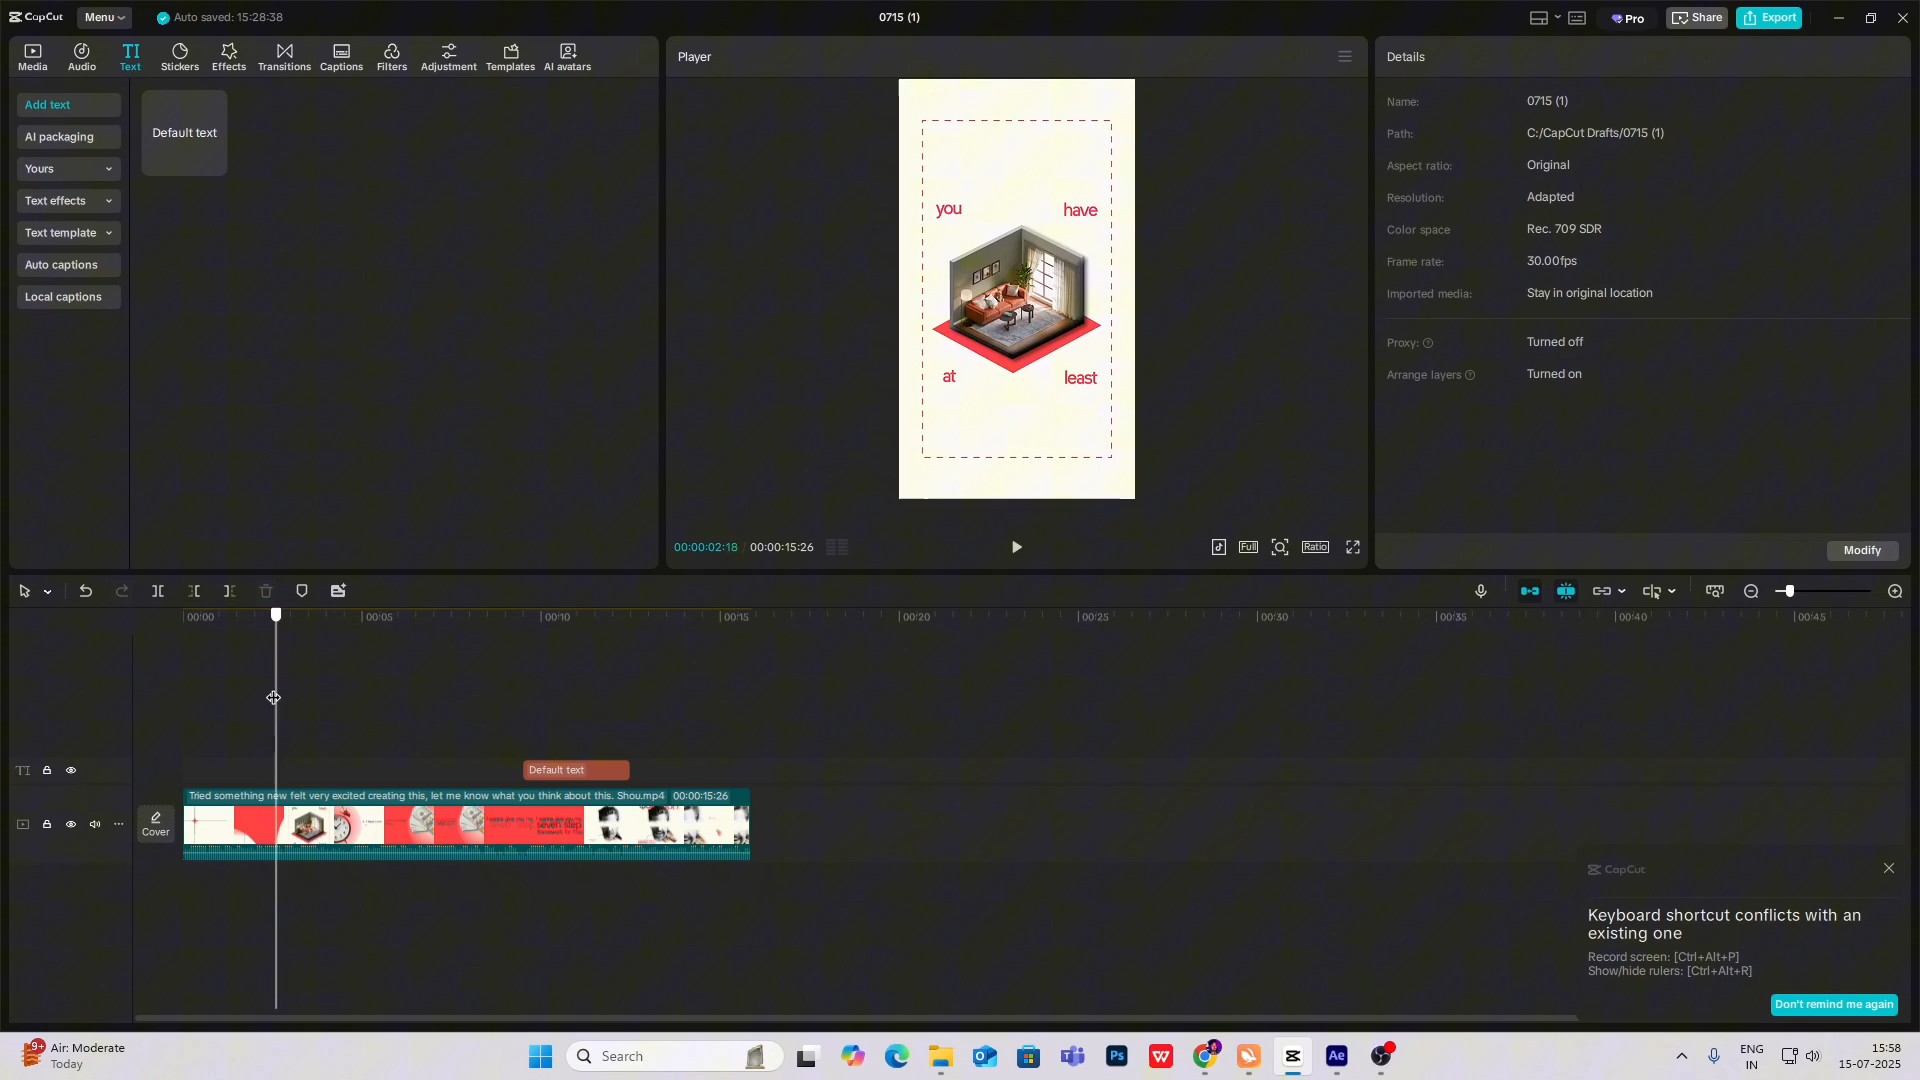 CapCut
Menu
Auto saved: 15:28:38
0715 (1)
Pro
Share
Export
Media
Audio
TI
Text
Stickers
Effects
Transitions
Captions
Filters
Adjustment
Templates
AI avatars
Player
Details
Add text
AI packaging
Yours
Text effects
Text template
Auto captions
Local captions
Default text
you
have
at
least
Name:
0715 (1)
Path:
C:/CapCut Drafts/0715 (1)
Aspect ratio:
Original
Resolution:
Adapted
Color space
Rec. 709 SDR
Frame rate:
30.00fps
Imported media:
Stay in original location
Proxy:
Turned off
Arrange layers
Turned on
Modify
00:00:02:18 / 00:00:15:26
Full
Ratio
00:00
00:05
00:10
00:15
00:20
00:25
00:30
00:35
00:40
00:45
TI
Default text
Tried something new felt very excited creating this, let me know what you think about this. Shou.mp4 00:00:15:26
Cover
seven step
CapCut
Keyboard shortcut conflicts with an
existing one
Record screen: [Ctrl+Alt+P]
Show/hide rulers: [Ctrl+Alt+R]
Don't remind me again
9+
Air: Moderate
Today
Search
Ps
W
Ae
ENG
IN
15:58
15-07-2025